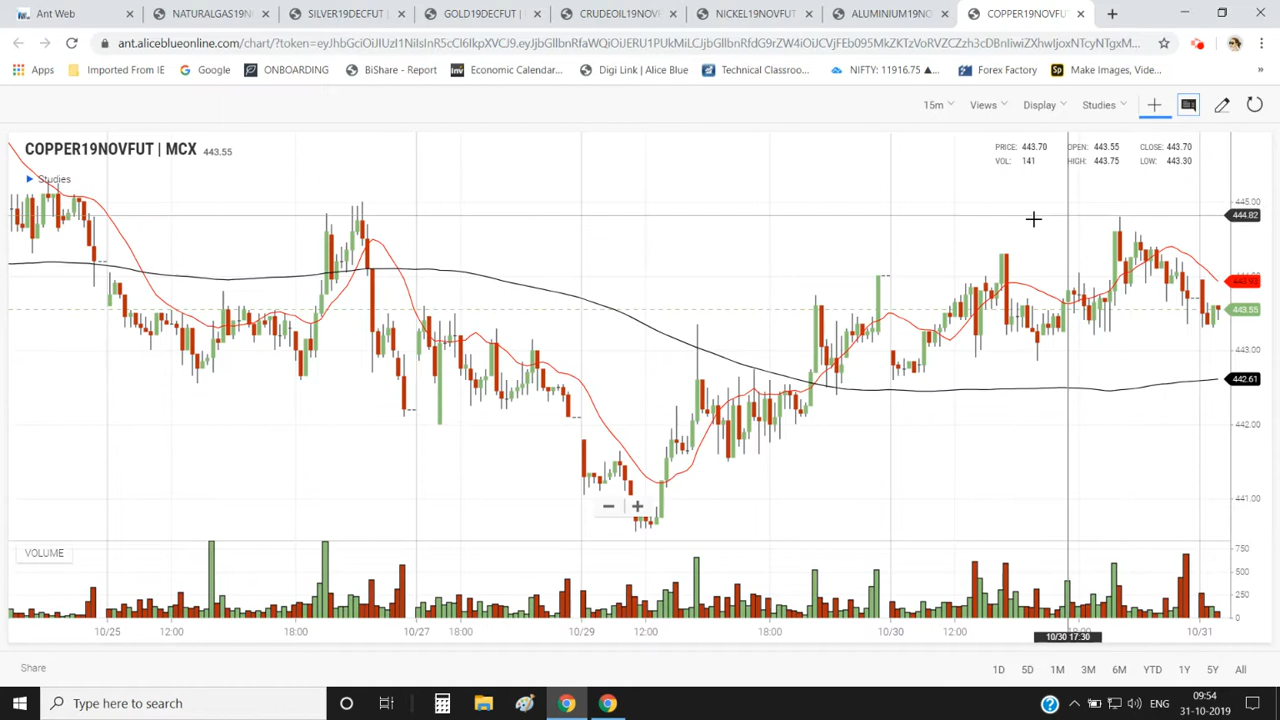 Ant Web
NATURALGAS19N
SILVER19DECFUT |
GOLD19DECFUT |
CRUDEOIL19NOVF
NICKEL19NOVFUT
ALUMINIUM19NO
COPPER19NOVFU
Apps
Imported From IE
Google
ONBOARDING
BiShare - Report
Economic Calendar...
Digi Link | Alice Blue
Technical Classroo...
NIFTY: 11916.75 ▲...
Forex Factory
Make Images, Vide...
»
15m
Views
Display
Studies
COPPER19NOVFUT | MCX 443.55
Studies
PRICE: 443.70 OPEN: 443.55 CLOSE: 443.70
VOL: 141 HIGH: 443.75 LOW: 443.30
445.00
444.82
443.93
443.55
443.00
442.61
442.00
441.00
VOLUME
750
500
250
0
10/25 12:00 18:00 10/27 18:00 10/29 12:00 18:00 10/30 12:00 10/31
10/30 17:30
Share
1D 5D 1M 3M 6M YTD 1Y 5Y All
Type here to search
ENG
09:54
31-10-2019